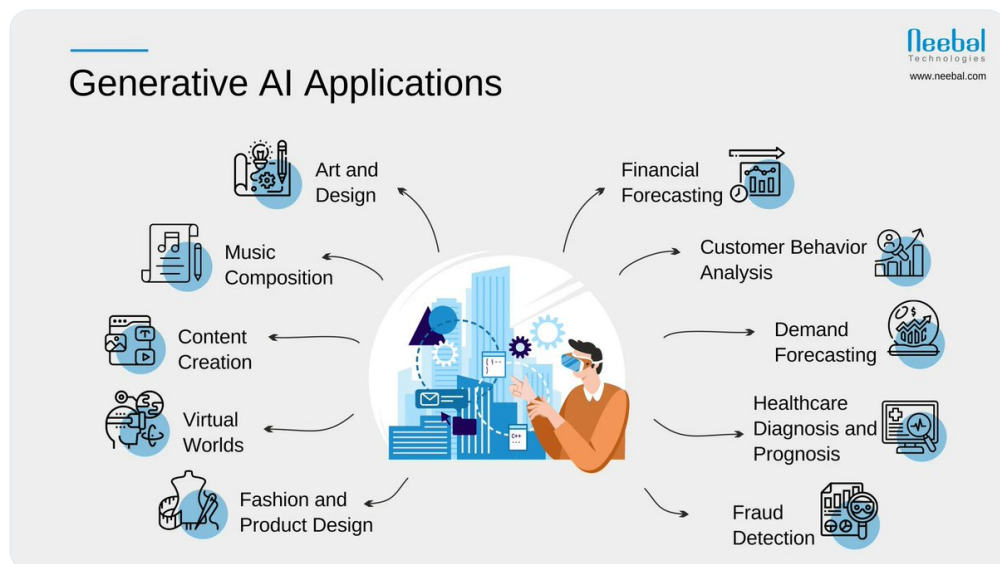 Neebal
Technologies
www.neebal.com
Generative AI Applications
Art and
Design
Music
Composition
Content
Creation
Virtual
Worlds
Fashion and
Product Design
Financial
Forecasting
Customer Behavior
Analysis
Demand
Forecasting
Healthcare
Diagnosis and
Prognosis
Fraud
Detection
C++